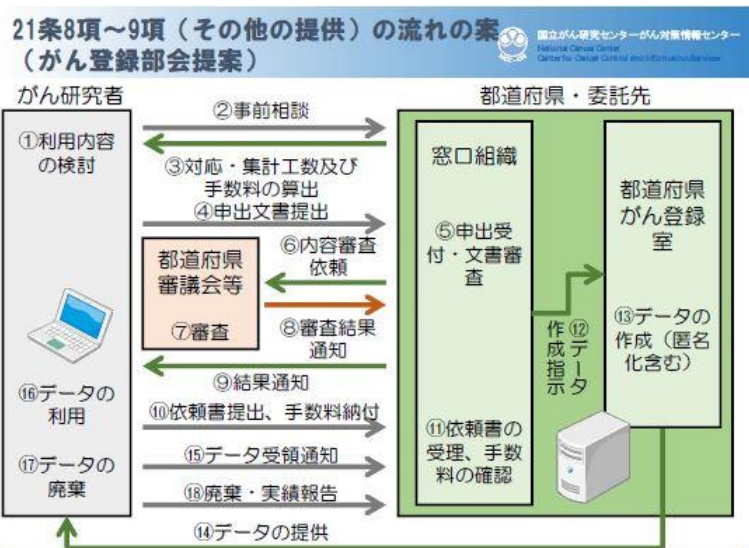 21条8項~9項(その他の提供)の流れの案
(がん登録部会提案)
国立がん研究センターがん対策情報センター
National Cancer Center
Center for Cancer Control and Information Services
がん研究者
都道府県・委託先
①利用内容
の検討
②事前相談
③対応・集計工数及び
手数料の算出
④申出文書提出
窓口組織
⑤申出受
付・文書審
査
⑥内容審査
依頼
都道府県
審議会等
⑦審査
⑧審査結果
通知
⑨結果通知
⑩依頼書提出、手数料納付
⑪依頼書の
受理、手数
料の確認
⑫データ
作成指示
都道府県
がん登録
室
⑬データの
作成(匿名
化含む)
⑭データの提供
⑮データ受領通知
⑯データの
利用
⑰データの
廃棄
⑱廃棄・実績報告